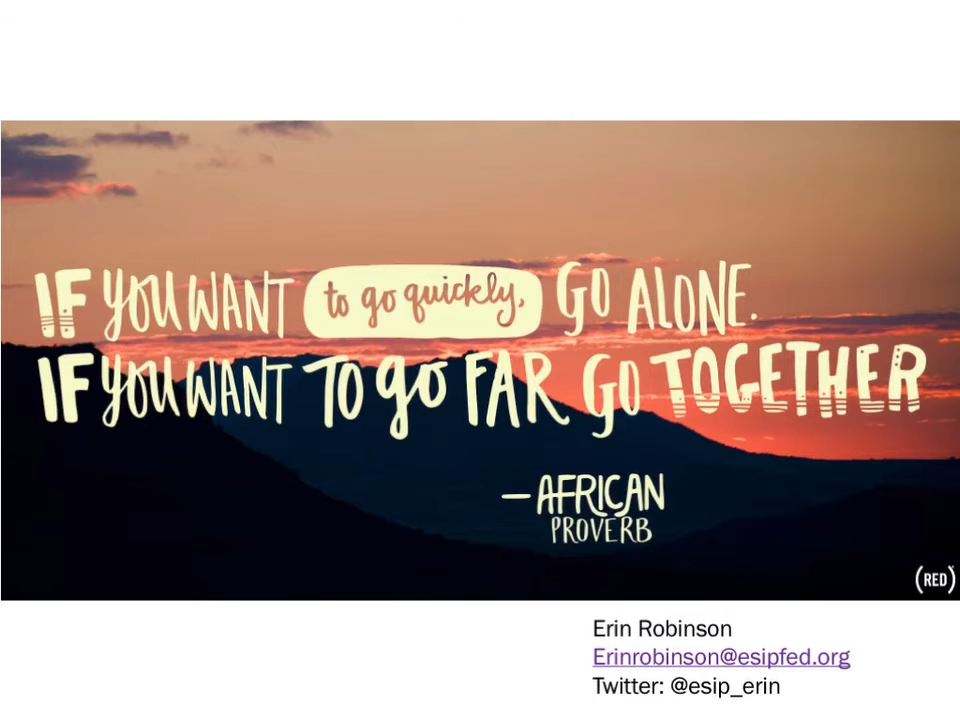 IF YOU WANT to go quickly, GO ALONE.
IF YOU WANT TO go FAR GO TOGETHER
—AFRICAN
PROVERB
(RED)
Erin Robinson
Erinrobinson@esipfed.org
Twitter: @esip_erin